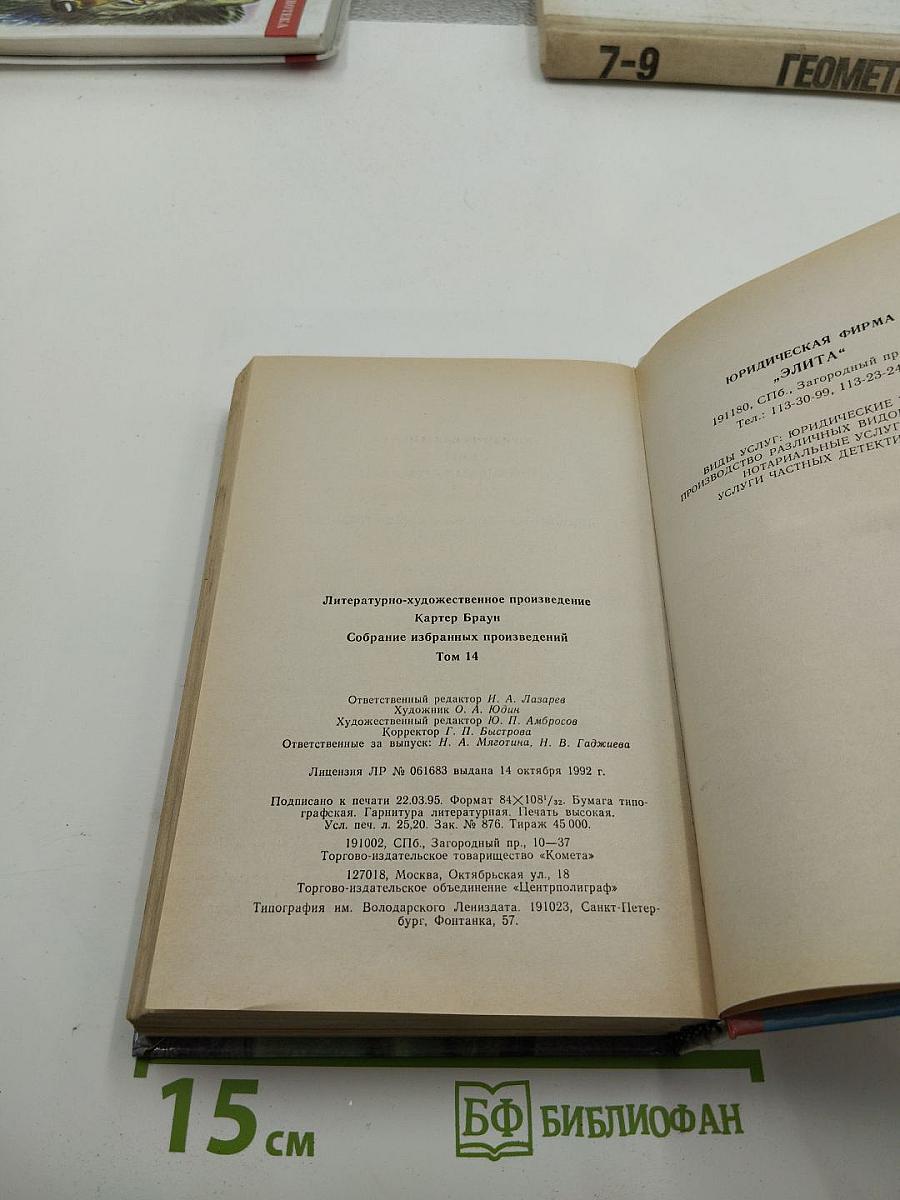 ОТЕКА
7-9
ГЕОМЕТ
Литературно-художественное произведение
Картер Браун
Собрание избранных произведений
Том 14
Ответственный редактор И. А. Лазарев
Художник О. А. Юдин
Художественный редактор Ю. П. Амбросов
Корректор Г. П. Быстрова
Ответственные за выпуск: Н. А. Мяготина, Н. В. Гаджиева
Лицензия ЛР № 061683 выдана 14 октября 1992 г.
Подписано к печати 22.03.95. Формат 84×108¹/₃₂. Бумага типо-
графская. Гарнитура литературная. Печать высокая.
Усл. печ. л. 25,20. Зак. № 876. Тираж 45 000.
191002, СПб., Загородный пр., 10—37
Торгово-издательское товарищество «Комета»
127018, Москва, Октябрьская ул., 18
Торгово-издательское объединение «Центрполиграф»
Типография им. Володарского Лениздата. 191023, Санкт-Петер-
бург, Фонтанка, 57.
ЮРИДИЧЕСКАЯ ФИРМА
„ЭЛИТА“
191180, СПб., Загородный пр
Тел.: 113-30-99, 113-23-24
ВИДЫ УСЛУГ: ЮРИДИЧЕСКИЕ
ПРОИЗВОДСТВО РАЗЛИЧНЫХ ВИДО
НОТАРИАЛЬНЫЕ УСЛУГ
УСЛУГИ ЧАСТНЫХ ДЕТЕКТИ
15 см
БФ БИБЛИОФАН